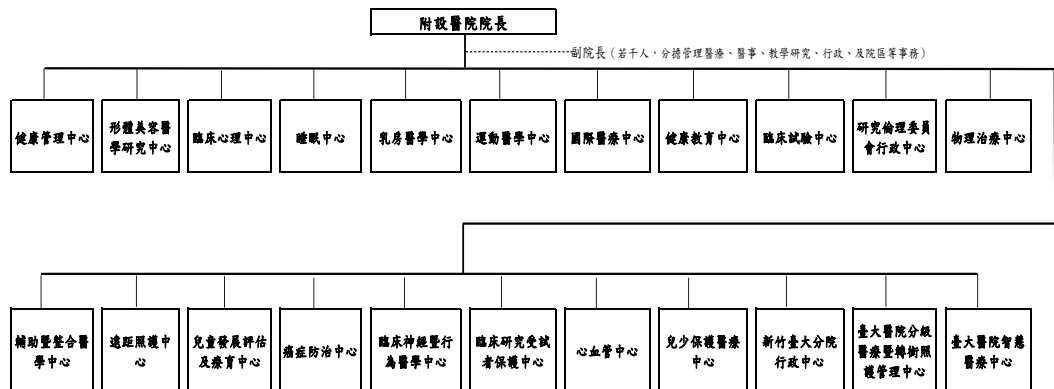 附設醫院院長
副院長（若干人，分擔管理醫療、醫事、教學研究、行政、及院區等事務）
健康管理中心
形體美容醫
學研究中心
臨床心理中心
睡眠中心
乳房醫學中心
運動醫學中心
國際醫療中心
健康教育中心
臨床試驗中心
研究倫理委員
會行政中心
物理治療中心
輔助暨整合醫
學中心
遠距照護中
心
兒童發展評估
及療育中心
癌症防治中心
臨床神經暨行
為醫學中心
臨床研究受試
者保護中心
心血管中心
兒少保護醫療
中心
新竹臺大分院
行政中心
臺大醫院分級
醫療暨轉銜照
護管理中心
臺大醫院智慧
醫療中心